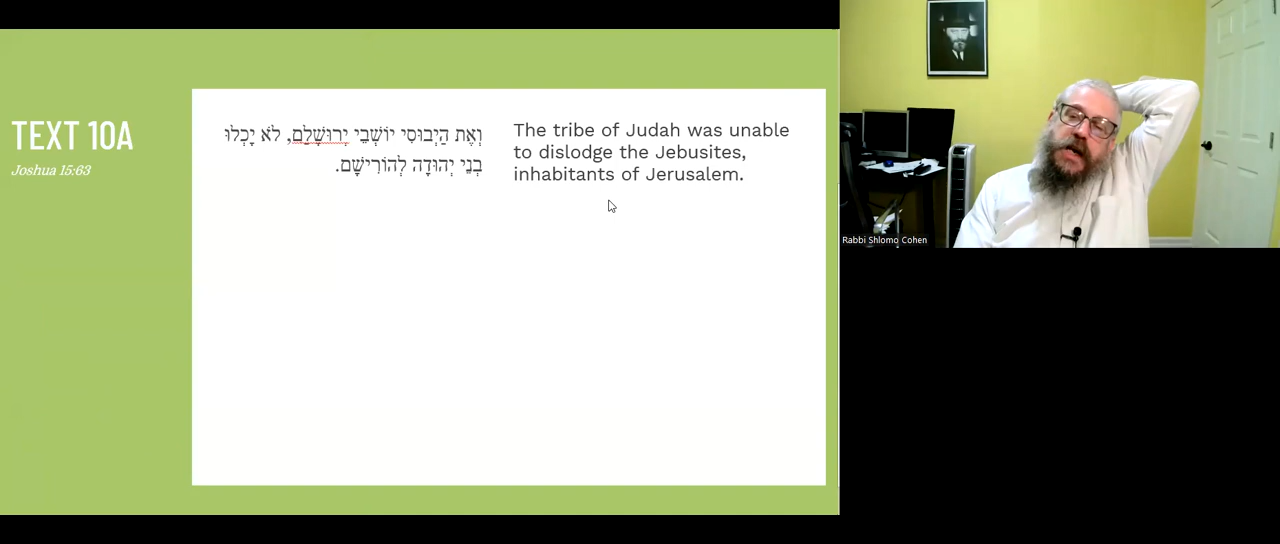 TEXT 10A
Joshua 15:63
וְאֶת הַיְבוּסִי יוֹשְׁבֵי יְרוּשָׁלַם, לֹא יָכְלוּ
בְנֵי יְהוּדָה לְהוֹרִישָׁם.
The tribe of Judah was unable
to dislodge the Jebusites,
inhabitants of Jerusalem.
Rabbi Shlomo Cohen